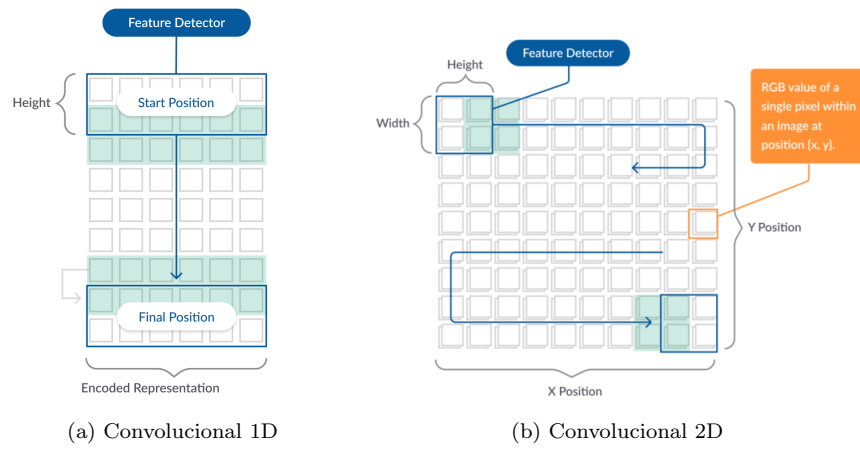 Feature Detector
Height
Start Position
Final Position
Encoded Representation
(a) Convolucional 1D
Feature Detector
Height
Width
RGB value of a
single pixel within
an image at
position {x, y}.
Y Position
X Position
(b) Convolucional 2D